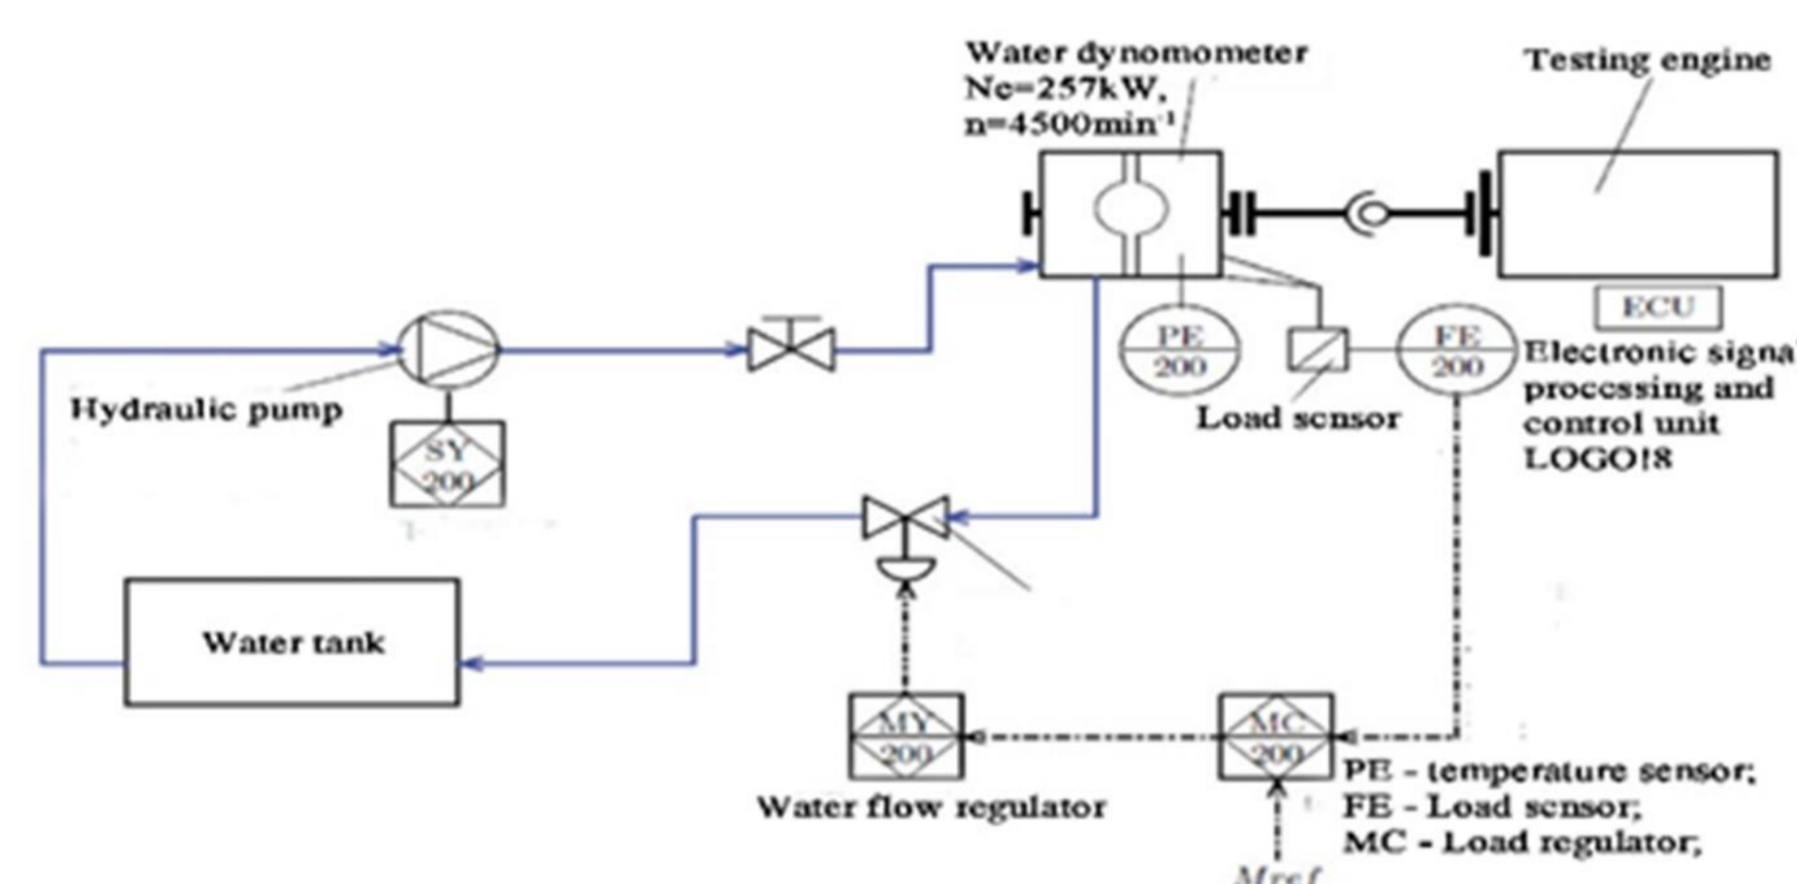 Water dynomometer
Ne=257kW,
n=4500min⁻¹
Testing engine
ECU
PE
200
FE
200
Electronic signal
processing and
control unit
LOGO!8
Load sensor
Hydraulic pump
SY
200
Water tank
MY
200
MC
200
Water flow regulator
PE - temperature sensor;
FE - Load sensor;
MC - Load regulator;
Mref